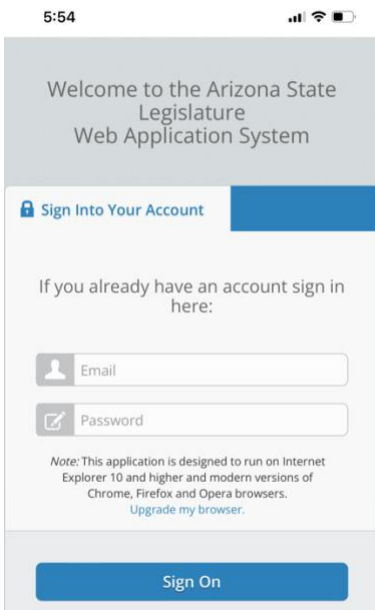 5:54
Welcome to the Arizona State
Legislature
Web Application System
Sign Into Your Account
If you already have an account sign in
here:
Email
Password
Note: This application is designed to run on Internet
Explorer 10 and higher and modern versions of
Chrome, Firefox and Opera browsers.
Upgrade my browser.
Sign On